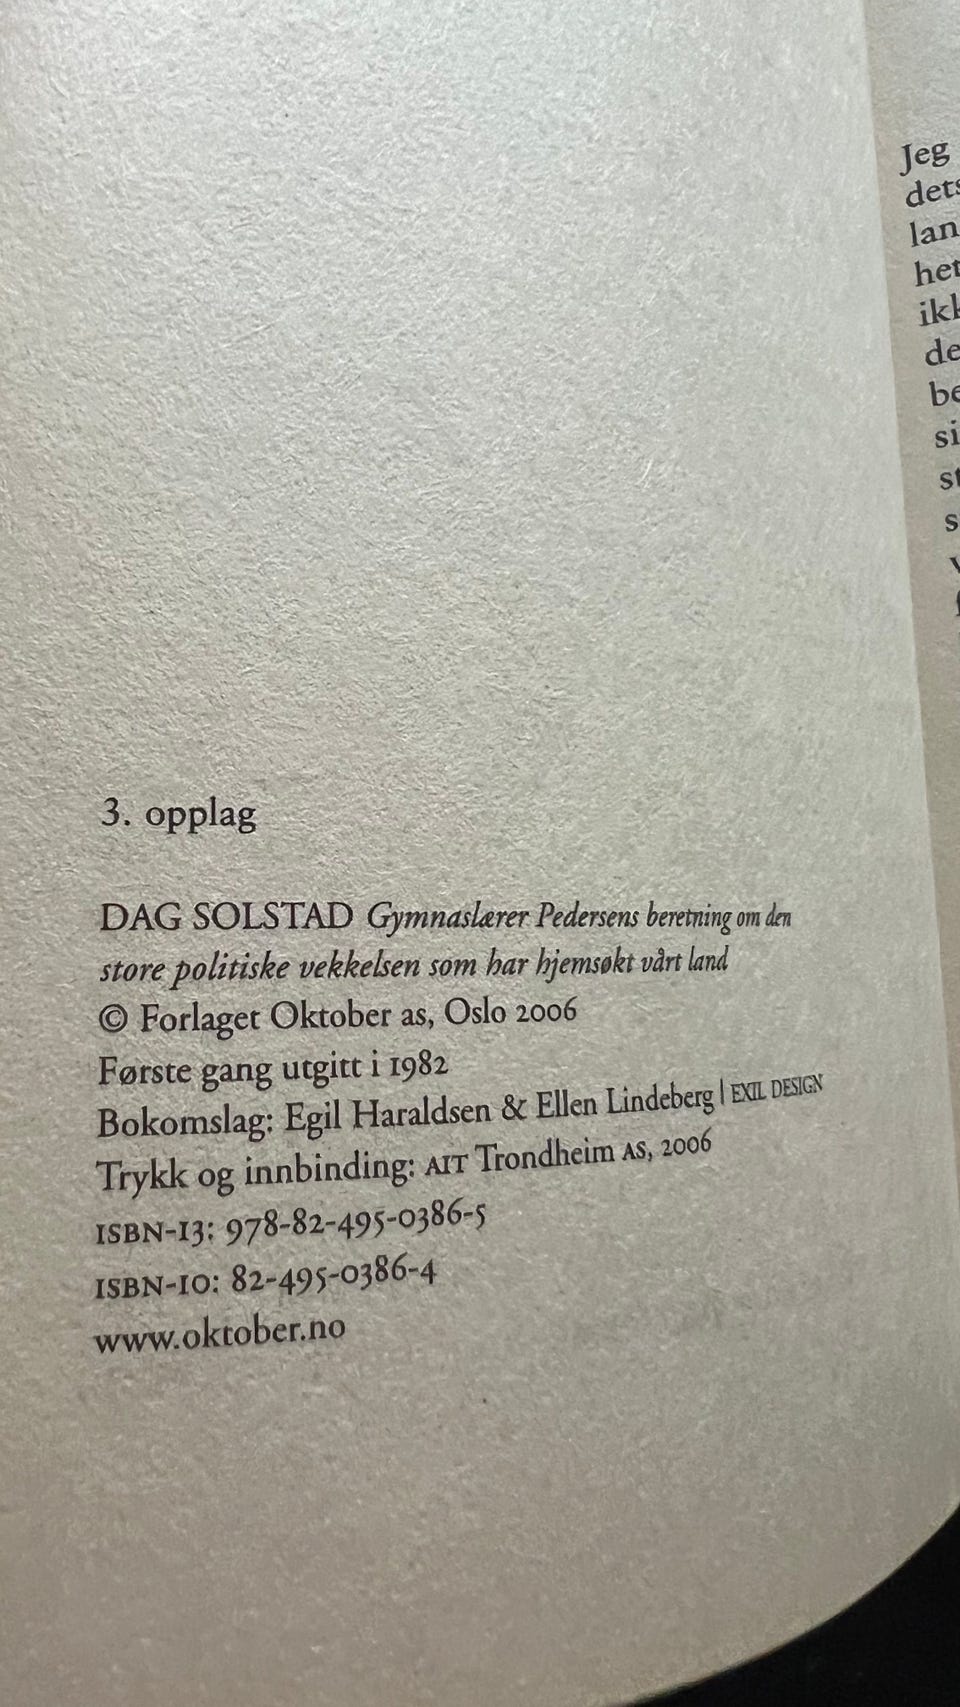 3. opplag
DAG SOLSTAD Gymnaslærer Pedersens beretning om den
store politiske vekkelsen som har hjemsøkt vårt land
© Forlaget Oktober as, Oslo 2006
Første gang utgitt i 1982
Bokomslag: Egil Haraldsen & Ellen Lindeberg | EXIL DESIGN
Trykk og innbinding: AIT Trondheim AS, 2006
ISBN-13: 978-82-495-0386-5
ISBN-10: 82-495-0386-4
www.oktober.no
Jeg